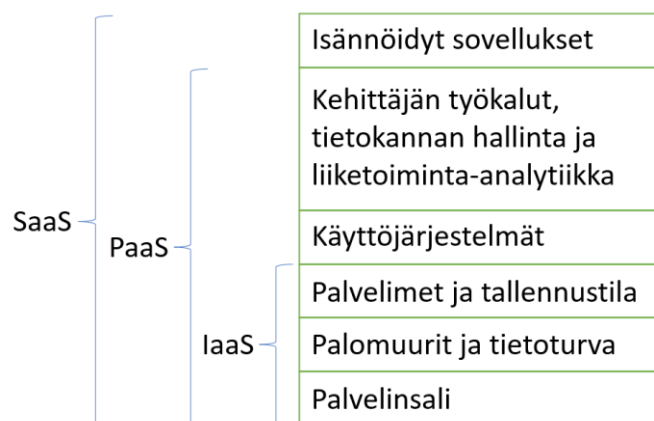 Isännöidyt sovellukset
Kehittäjän työkalut,
tietokannan hallinta ja
liiketoiminta-analytiikka
Käyttöjärjestelmät
Palvelimet ja tallennustila
Palomuurit ja tietoturva
Palvelinsali
SaaS
PaaS
IaaS